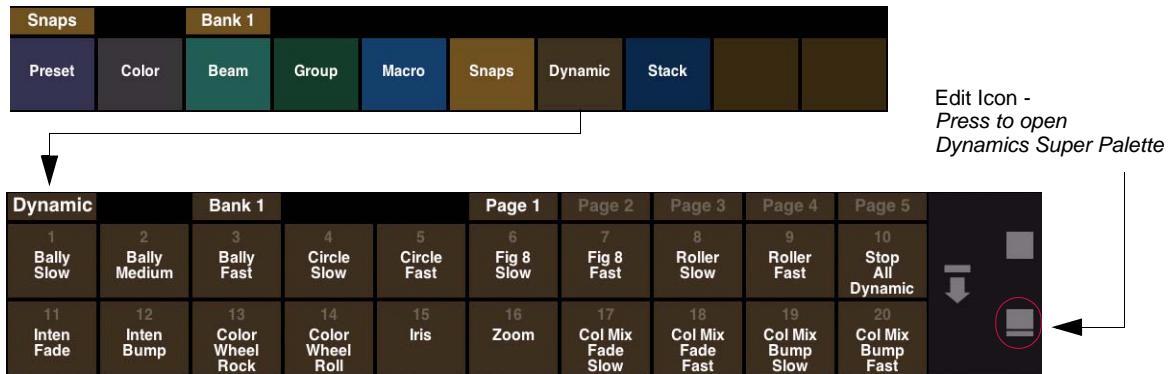 Snaps Bank 1
Preset Color Beam Group Macro Snaps Dynamic Stack
Edit Icon -
Press to open
Dynamics Super Palette
Dynamic Bank 1 Page 1 Page 2 Page 3 Page 4 Page 5
1 2 3 4 5 6 7 8 9 10
Bally Bally Bally Circle Circle Fig 8 Fig 8 Roller Roller Stop
Slow Medium Fast Slow Fast Slow Fast Slow Fast All
Dynamic
11 12 13 14 15 16 17 18 19 20
Inten Inten Color Color Iris Zoom Col Mix Col Mix Col Mix Col Mix
Fade Bump Wheel Wheel Fade Fade Bump Bump
Rock Roll Slow Fast Slow Fast